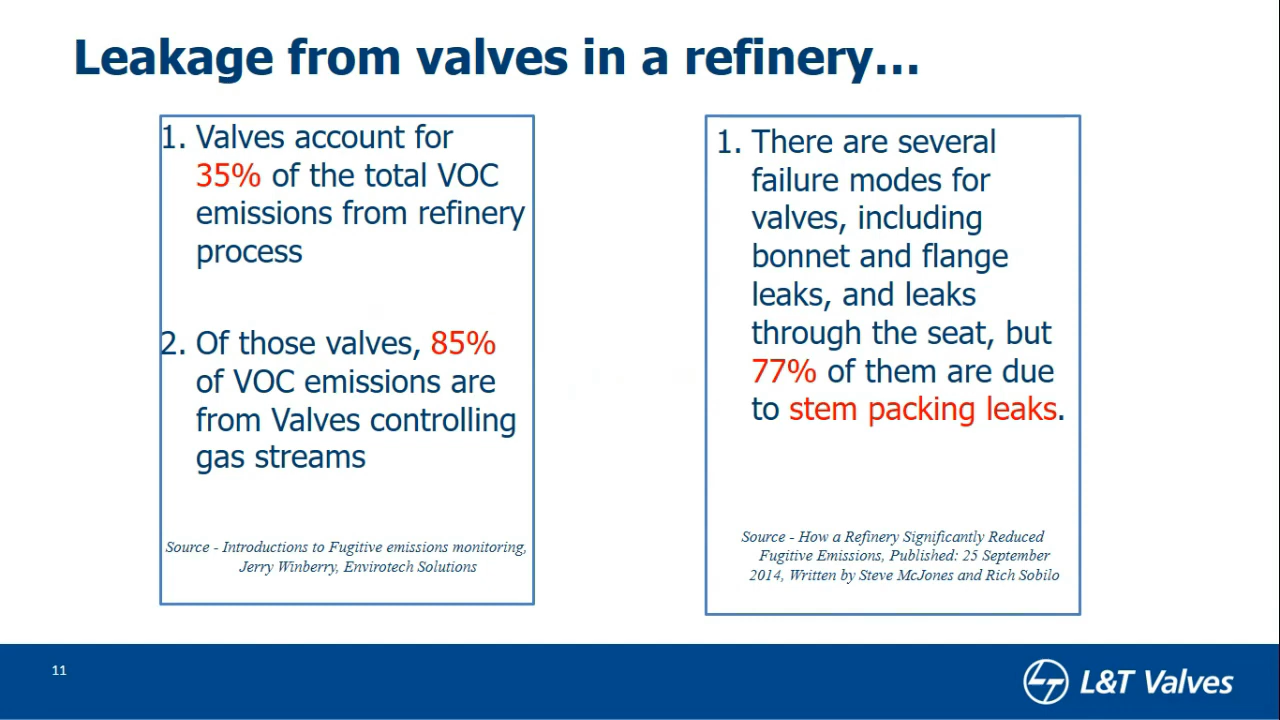 Leakage from valves in a refinery...
1. Valves account for
35% of the total VOC
emissions from refinery
process
2. Of those valves, 85%
of VOC emissions are
from Valves controlling
gas streams
Source - Introductions to Fugitive emissions monitoring,
Jerry Winberry, Envirotech Solutions
1. There are several
failure modes for
valves, including
bonnet and flange
leaks, and leaks
through the seat, but
77% of them are due
to stem packing leaks.
Source - How a Refinery Significantly Reduced
Fugitive Emissions, Published: 25 September
2014, Written by Steve McJones and Rich Sobilo
11
L&T Valves